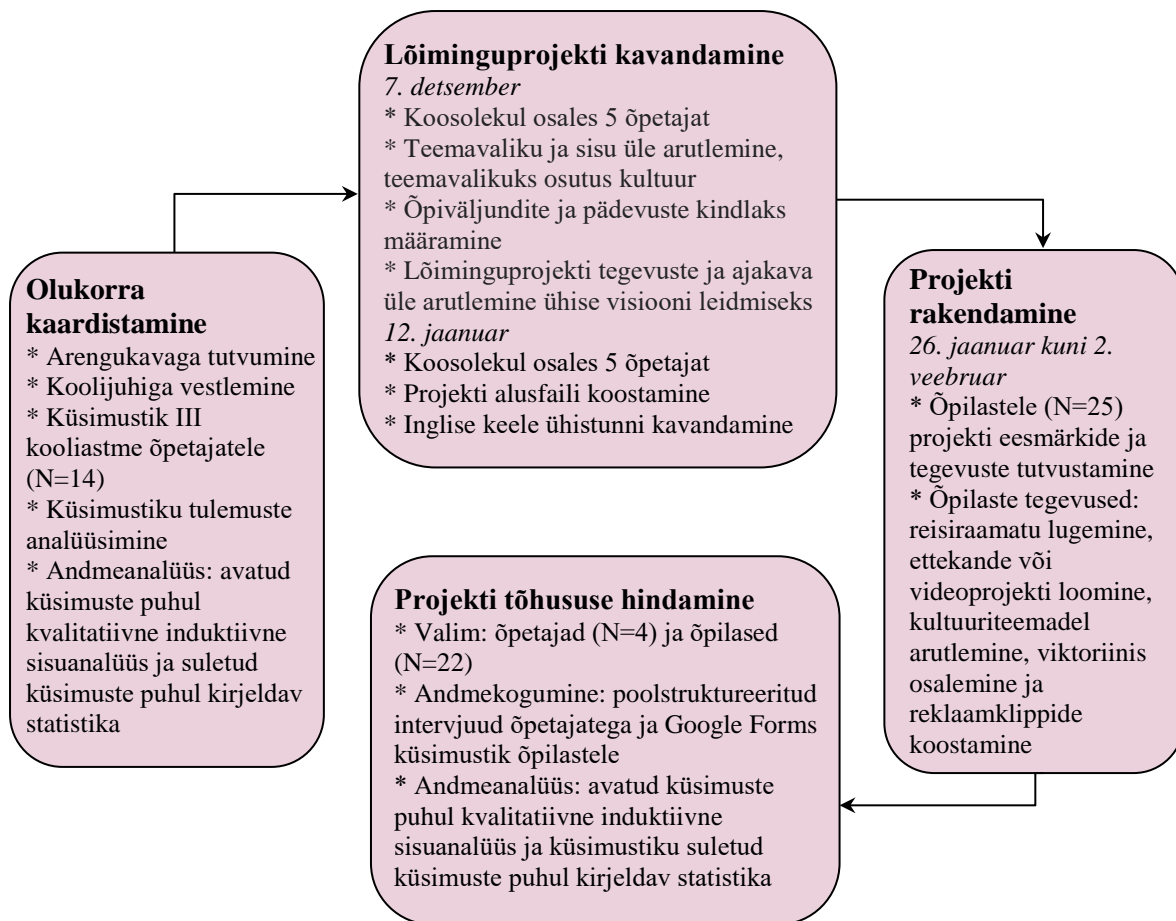 Olukorra
kaardistamine
* Arengukavaga tutvumine
* Koolijuhiga vestlemine
* Küsimustik III
kooliastme õpetajatele
(N=14)
* Küsimustiku tulemuste
analüüsimine
* Andmeanalüüs: avatud
küsimuste puhul
kvalitatiivne induktiivne
sisuanalüüs ja suletud
küsimuste puhul kirjeldav
statistika
Lõiminguprojekti kavandamine
7. detsember
* Koosolekul osales 5 õpetajat
* Teemavaliku ja sisu üle arutlemine,
teemavalikuks osutus kultuur
* Õpiväljundite ja pädevuste kindlaks
määramine
* Lõiminguprojekti tegevuste ja ajakava
üle arutlemine ühise visiooni leidmiseks
12. jaanuar
* Koosolekul osales 5 õpetajat
* Projekti alusfaili koostamine
* Inglise keele ühistunni kavandamine
Projekti
rakendamine
26. jaanuar kuni 2.
veebruar
* Õpilastele (N=25)
projekti eesmärkide ja
tegevuste tutvustamine
* Õpilaste tegevused:
reisiraamatu lugemine,
ettekande või
videoprojekti loomine,
kultuuriteemadel
arutlemine, viktoriinis
osalemine ja
reklaamklippide
koostamine
Projekti tõhususe hindamine
* Valim: õpetajad (N=4) ja õpilased
(N=22)
* Andmekogumine: poolstruktureeritud
intervjuud õpetajatega ja Google Forms
küsimustik õpilastele
* Andmeanalüüs: avatud küsimuste
puhul kvalitatiivne induktiivne
sisuanalüüs ja küsimustiku suletud
küsimuste puhul kirjeldav statistika